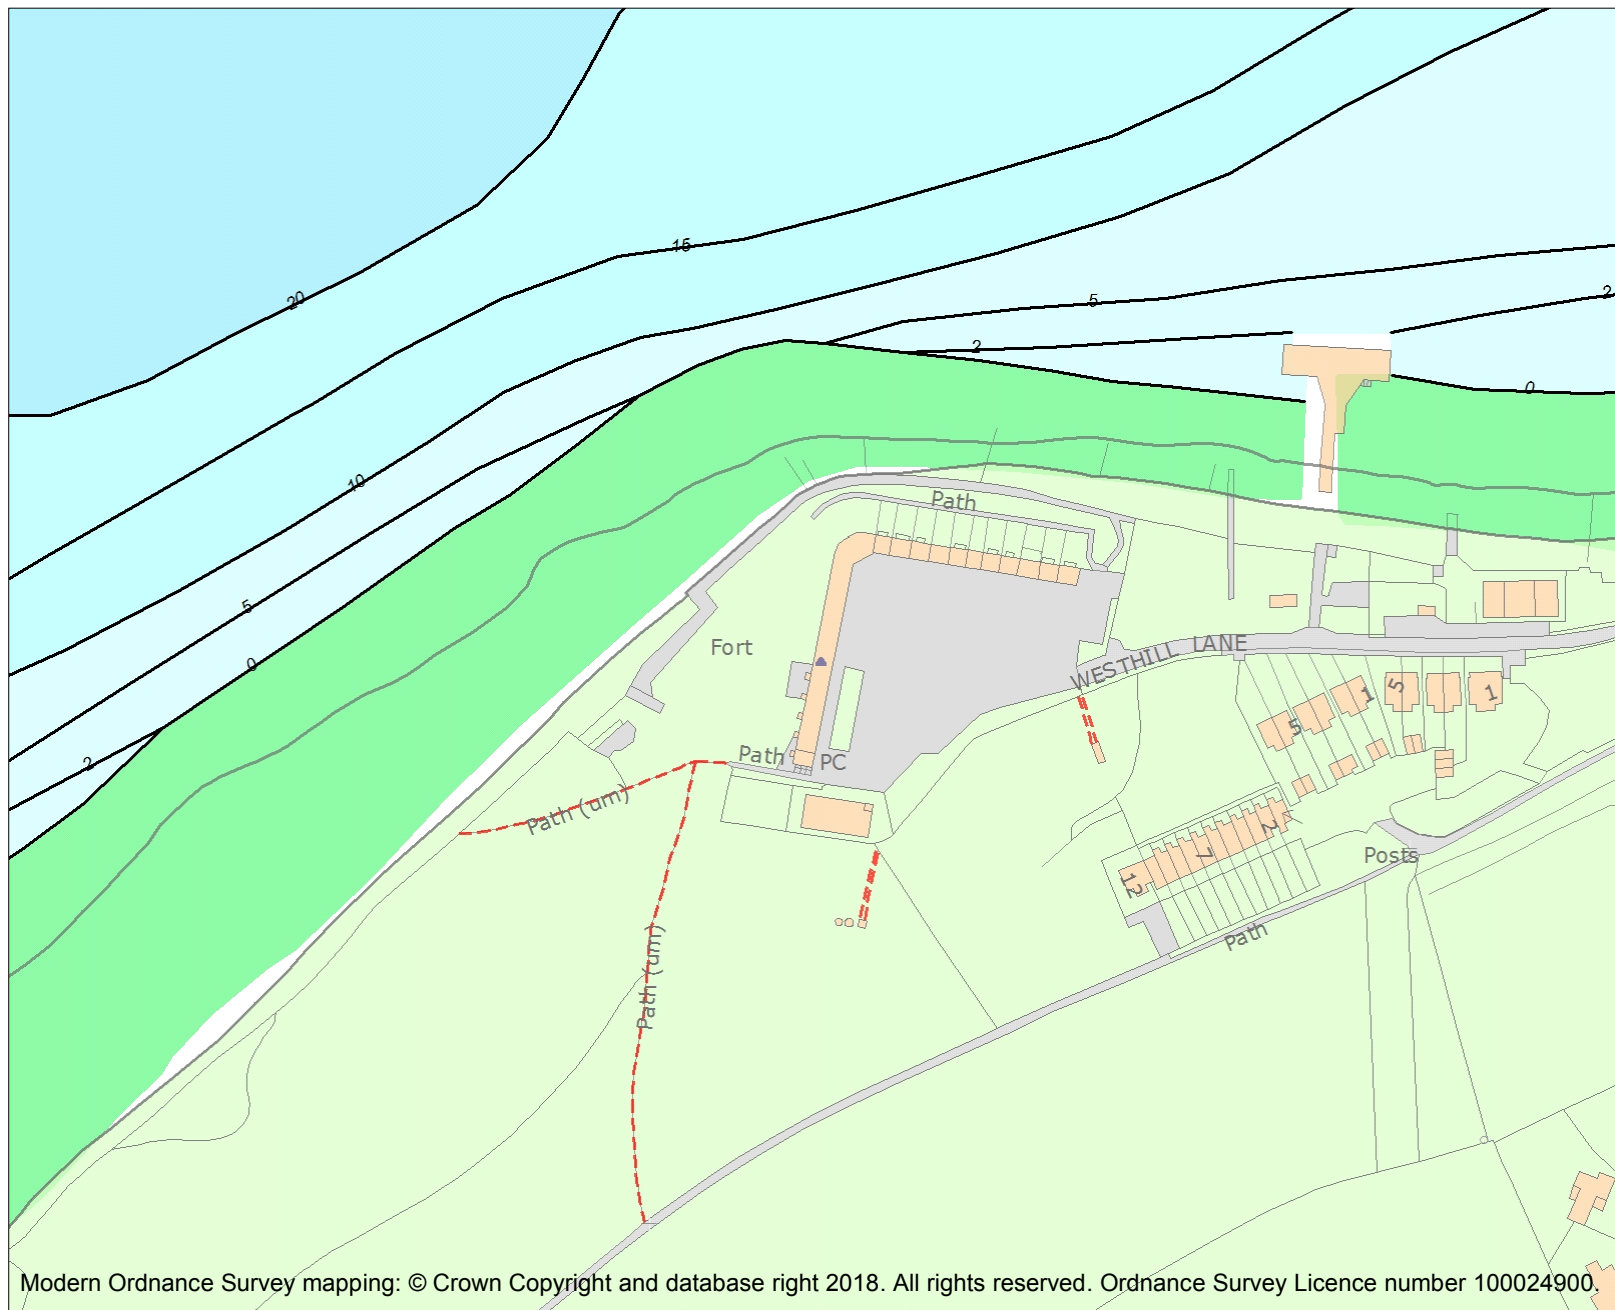 20
15
5
2
2
0
10
Path
5
Fort
WESTHILL LANE
0
5
1
1
5
2
Path
PC
Path (um)
2
7
Posts
12
Path
Path (um)
Modern Ordnance Survey mapping: © Crown Copyright and database right 2018. All rights reserved. Ordnance Survey Licence number 100024900.